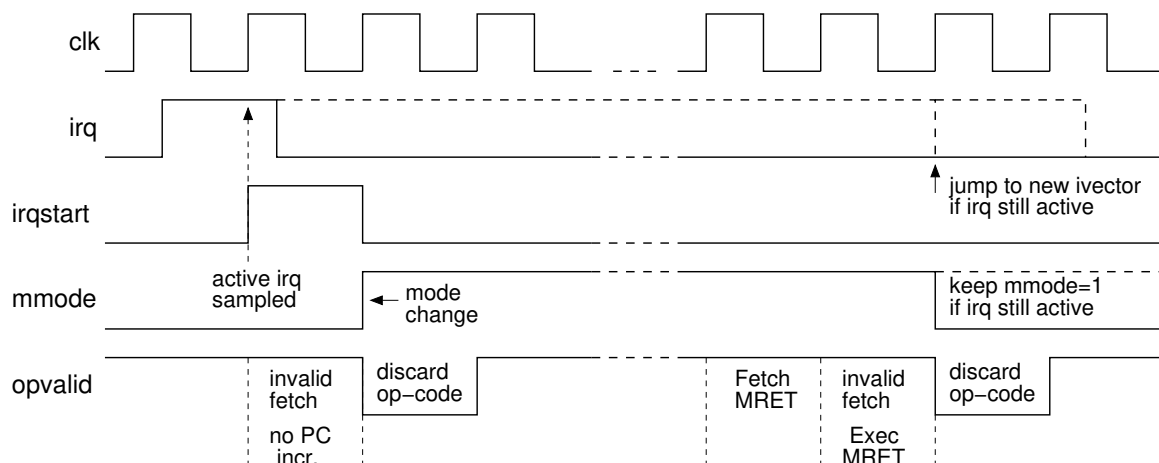 clk
irq
jump to new ivector
if irq still active
irqstart
active irq
sampled
mmode
mode
change
keep mmode=1
if irq still active
opvalid
invalid
fetch
discard
op-code
Fetch
MRET
invalid
fetch
discard
op-code
no PC
incr.
Exec
MRET